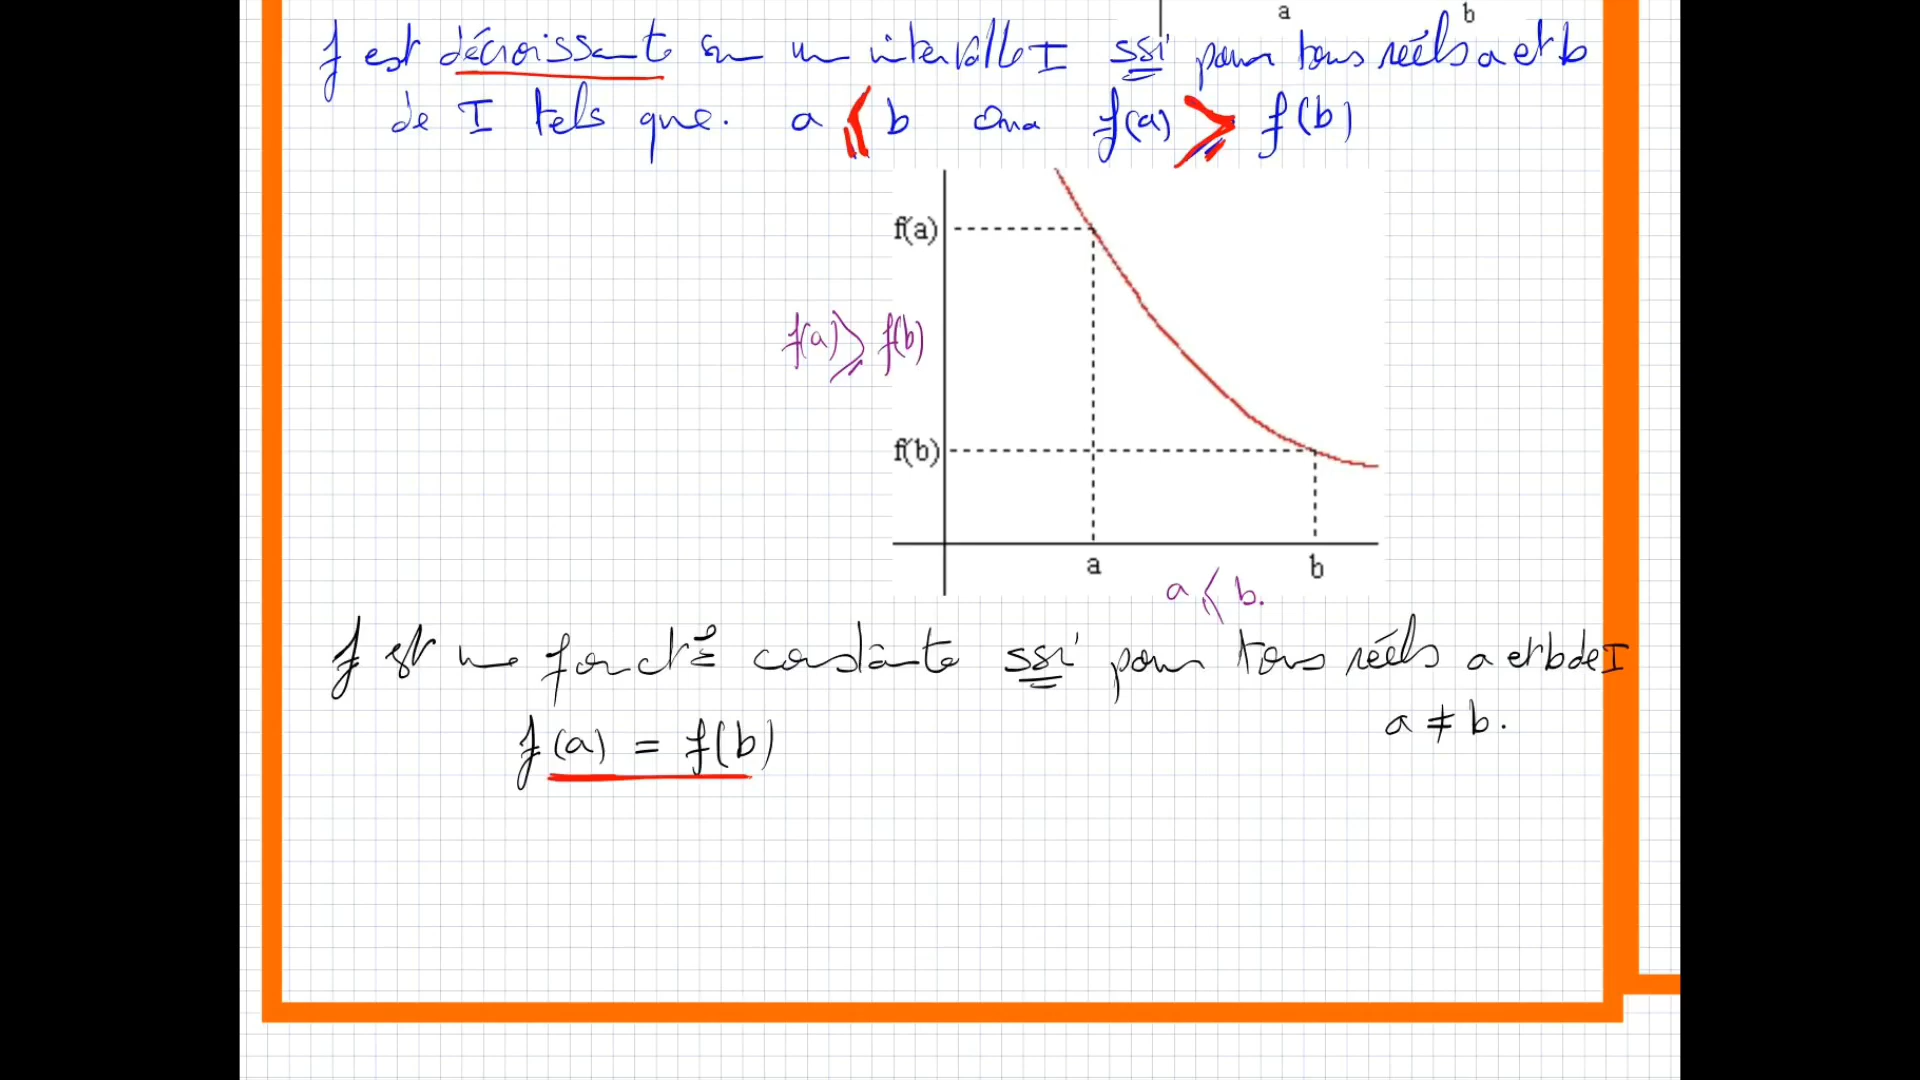 a b
f est décroissante sur un intervalle I ssi pour tous réels a et b
de I tels que. a ⩽ b on a f(a) ⩾ f(b)
f(a)
f(a) ⩾ f(b)
f(b)
a b
a ⩽ b.
f est une fonct° constante ssi pour tous réels a et b de I
a ≠ b.
f(a) = f(b)